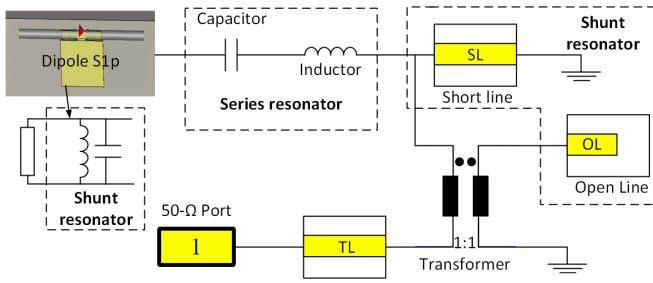 Capacitor
Shunt
resonator
Dipole S1p
SL
Inductor
Short line
Series resonator
OL
Open Line
Shunt
resonator
50-Ω Port
1
TL
1:1
Transformer